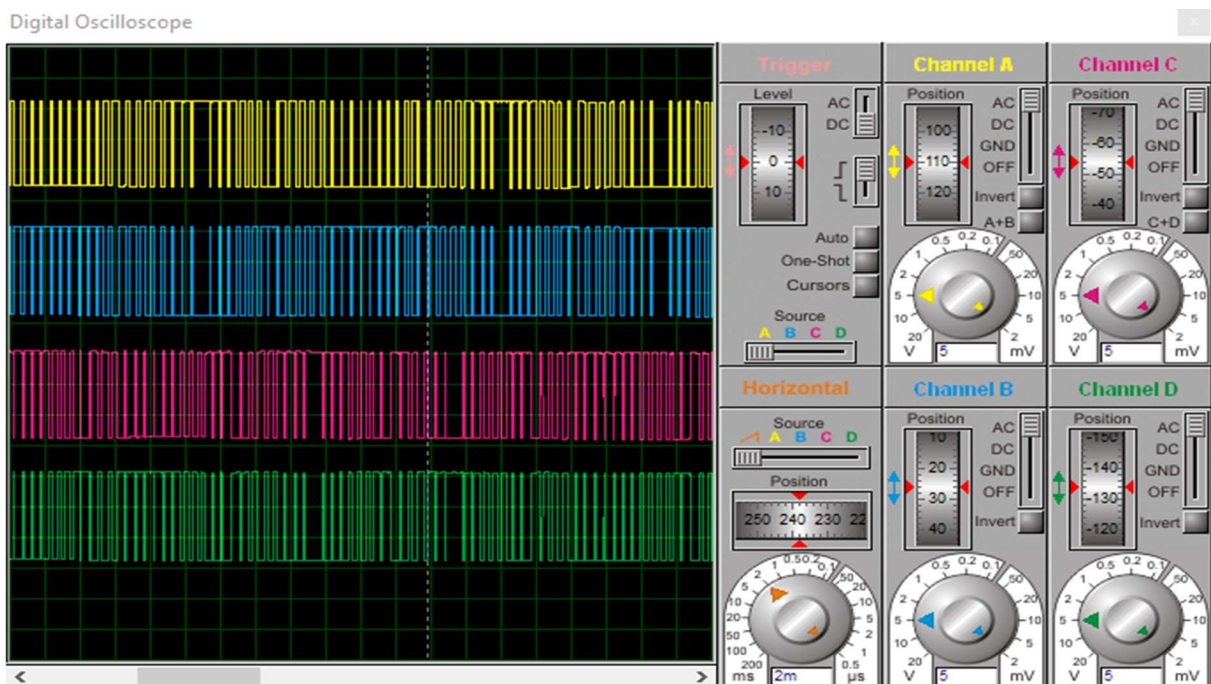 Digital Oscilloscope
Trigger
Level
-10
0
10
AC
DC
Auto
One-Shot
Cursors
Source
A B C D
Channel A
Position
100
110
120
AC
DC
GND
OFF
Invert
A+B
20 10 5 2 1 0.5 0.2 0.1 50 20 10 5 2
V 5 mV
Channel C
Position
-70
-60
-50
-40
AC
DC
GND
OFF
Invert
C+D
20 10 5 2 1 0.5 0.2 0.1 50 20 10 5 2
V 5 mV
Horizontal
Source
A B C D
Position
250 240 230 22
200 100 50 20 10 5 2 1 0.5 0.2 0.1 50 20 10 5 2 1 0.5
ms 2m µs
Channel B
Position
10
20
30
40
AC
DC
GND
OFF
Invert
20 10 5 2 1 0.5 0.2 0.1 50 20 10 5 2
V 5 mV
Channel D
Position
-150
-140
-130
-120
AC
DC
GND
OFF
Invert
20 10 5 2 1 0.5 0.2 0.1 50 20 10 5 2
V 5 mV